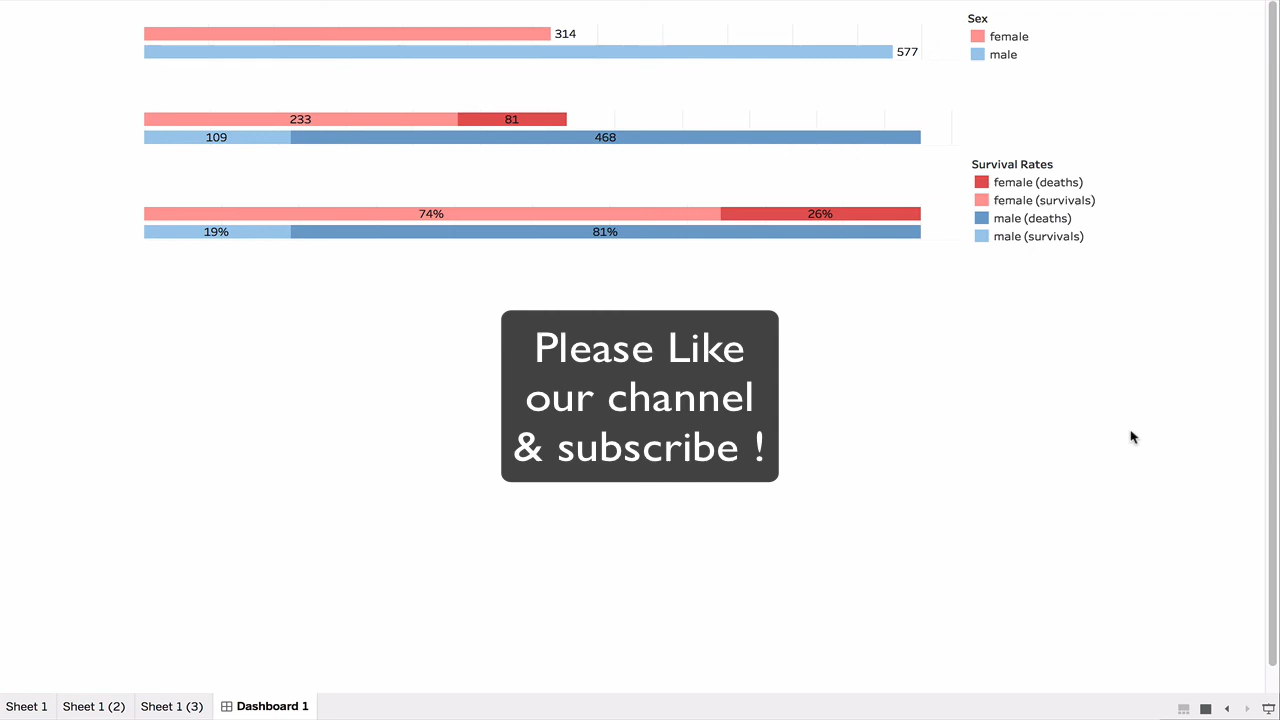 314
577
Sex
female
male
233 81
109 468
Survival Rates
female (deaths)
female (survivals)
male (deaths)
male (survivals)
74% 26%
19% 81%
Please Like
our channel
& subscribe !
Sheet 1 Sheet 1 (2) Sheet 1 (3) Dashboard 1